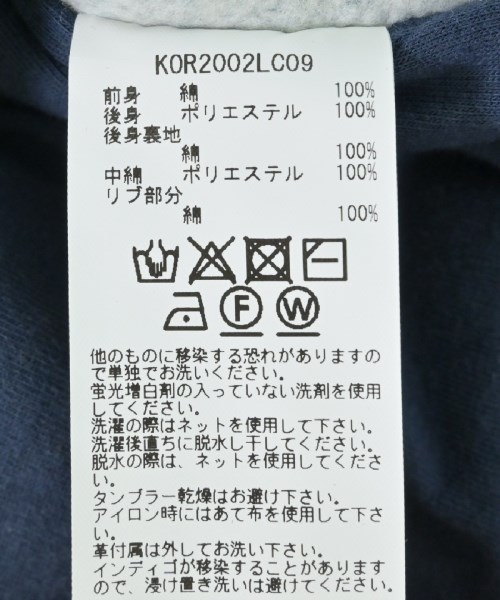 KOR2002LC09
前身 綿 100%
後身 ポリエステル 100%
後身裏地
綿 100%
中綿 ポリエステル 100%
リブ部分
綿 100%
F W
他のものに移染する恐れがありますの
で単独でお洗いください。
蛍光増白剤の入っていない洗剤を使用
してください。
洗濯の際はネットを使用して下さい。
洗濯後直ちに脱水し干してください。
脱水の際は、ネットを使用してくださ
い。
タンブラー乾燥はお避け下さい。
アイロン時にはあて布を使用して下さ
い。
革付属は外してお洗い下さい。
インディゴが移染することがあります
ので、浸け置き洗いは避けてください。